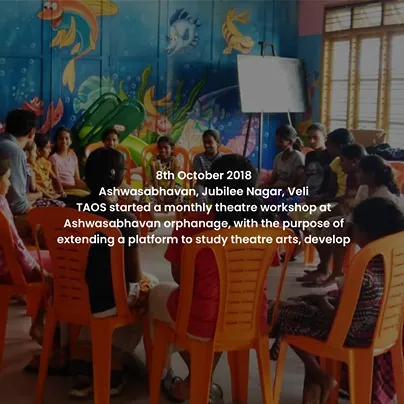 8th October 2018
Ashwasabhavan, Jubilee Nagar, Veli
TAOS started a monthly theatre workshop at
Ashwasabhavan orphanage, with the purpose of
extending a platform to study theatre arts, develop